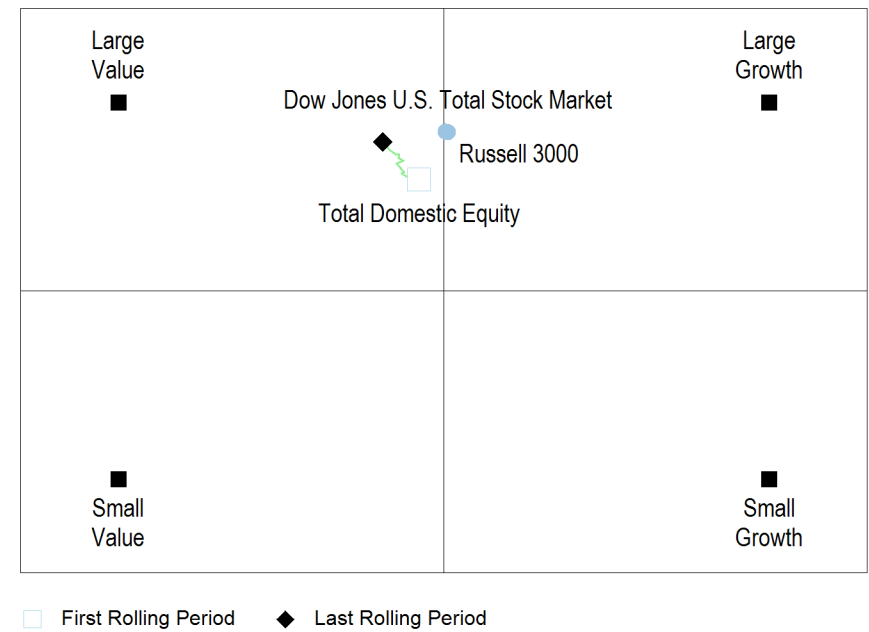 Large
Value
Large
Growth
Dow Jones U.S. Total Stock Market
Russell 3000
Total Domestic Equity
Small
Value
Small
Growth
First Rolling Period
Last Rolling Period